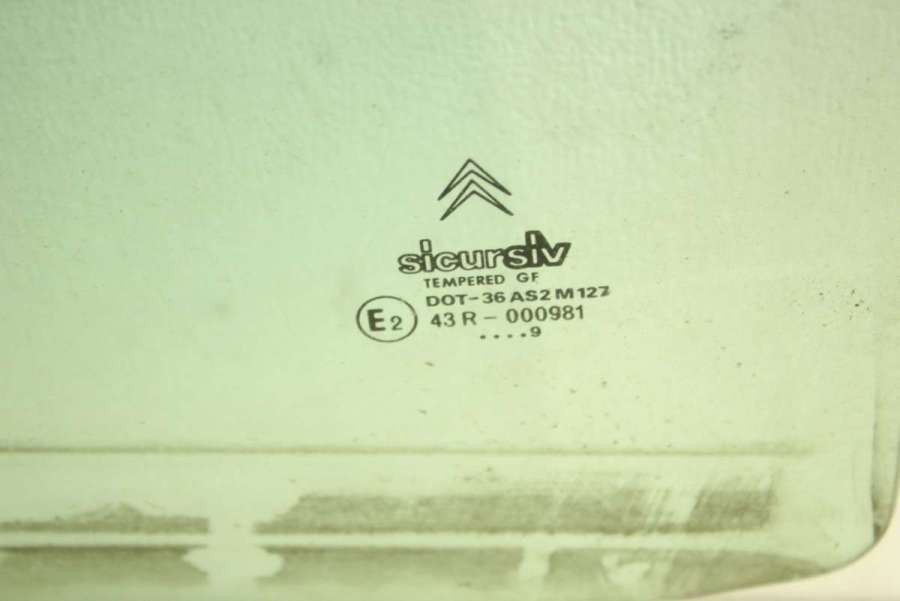 sicursiv
TEMPERED GF
DOT-36 AS2 M127
E2
43 R - 000981
....9